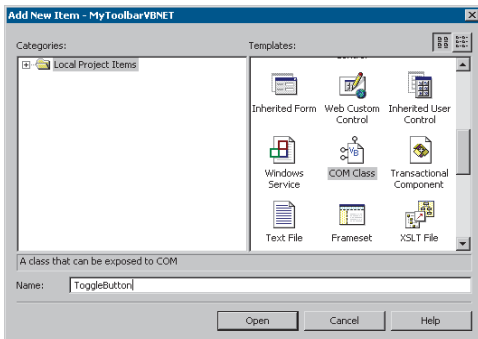 Add New Item - MyToolbarVBNET
Categories:
Templates:
Local Project Items
Control
Inherited Form
Web Custom Control
Inherited User Control
Windows Service
COM Class
Transactional Component
Text File
Frameset
XSLT File
A class that can be exposed to COM
Name:
ToggleButton
Open
Cancel
Help